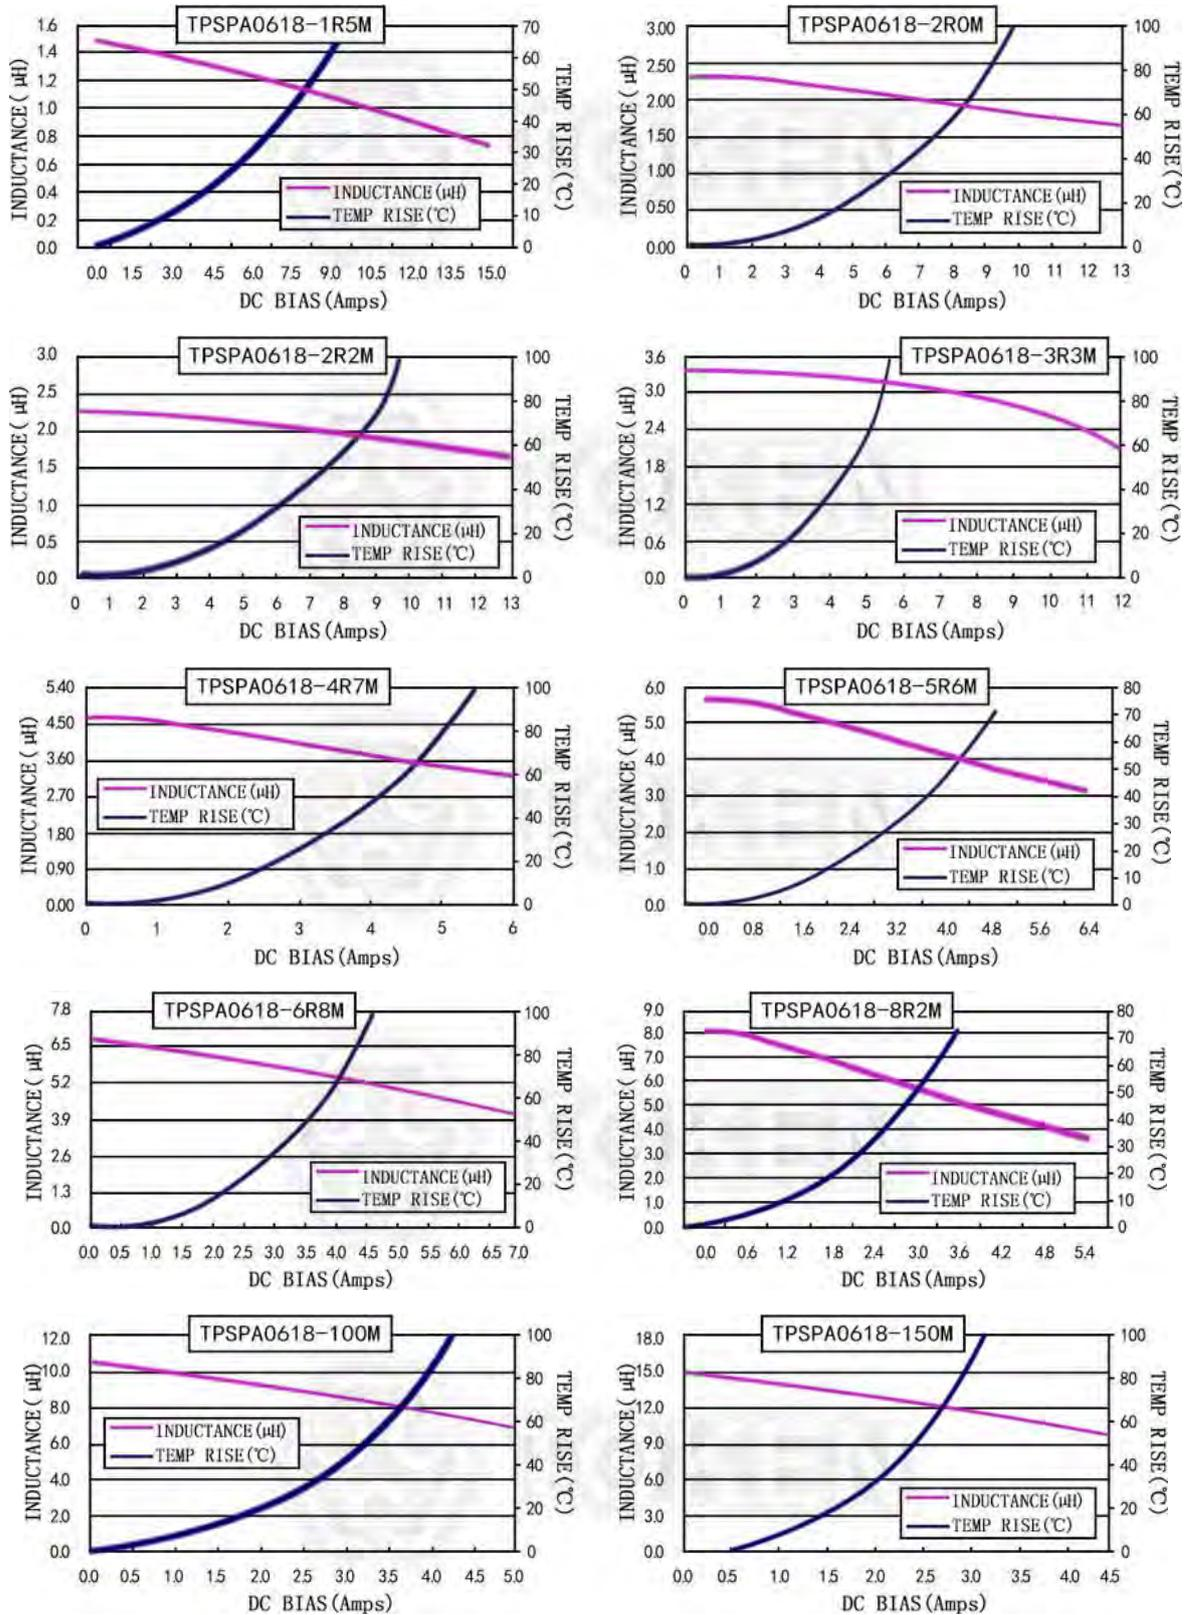 TPSPA0618-1R5M
INDUCTANCE( μH)
1.6
1.4
1.2
1.0
0.8
0.6
0.4
0.2
0.0
70
60
50
40
30
20
10
0
TEMP RISE(℃)
INDUCTANCE(μH)
TEMP RISE(℃)
0.0 1.5 3.0 4.5 6.0 7.5 9.0 10.5 12.0 13.5 15.0
DC BIAS(Amps)
TPSPA0618-2R0M
INDUCTANCE( μH)
3.00
2.50
2.00
1.50
1.00
0.50
0.00
100
80
60
40
20
0
TEMP RISE(℃)
INDUCTANCE(μH)
TEMP RISE(℃)
0 1 2 3 4 5 6 7 8 9 10 11 12 13
DC BIAS(Amps)
TPSPA0618-2R2M
INDUCTANCE( μH)
3.0
2.5
2.0
1.5
1.0
0.5
0.0
100
80
60
40
20
0
TEMP RISE(℃)
INDUCTANCE(μH)
TEMP RISE(℃)
0 1 2 3 4 5 6 7 8 9 10 11 12 13
DC BIAS(Amps)
TPSPA0618-3R3M
INDUCTANCE( μH)
3.6
3.0
2.4
1.8
1.2
0.6
0.0
100
80
60
40
20
0
TEMP RISE(℃)
INDUCTANCE(μH)
TEMP RISE(℃)
0 1 2 3 4 5 6 7 8 9 10 11 12
DC BIAS(Amps)
TPSPA0618-4R7M
INDUCTANCE( μH)
5.40
4.50
3.60
2.70
1.80
0.90
0.00
100
80
60
40
20
0
TEMP RISE(℃)
INDUCTANCE(μH)
TEMP RISE(℃)
0 1 2 3 4 5 6
DC BIAS(Amps)
TPSPA0618-5R6M
INDUCTANCE( μH)
6.0
5.0
4.0
3.0
2.0
1.0
0.0
80
70
60
50
40
30
20
10
0
TEMP RISE(℃)
INDUCTANCE(μH)
TEMP RISE(℃)
0.0 0.8 1.6 2.4 3.2 4.0 4.8 5.6 6.4
DC BIAS(Amps)
TPSPA0618-6R8M
INDUCTANCE( μH)
7.8
6.5
5.2
3.9
2.6
1.3
0.0
100
80
60
40
20
0
TEMP RISE(℃)
INDUCTANCE(μH)
TEMP RISE(℃)
0.0 0.5 1.0 1.5 2.0 2.5 3.0 3.5 4.0 4.5 5.0 5.5 6.0 6.5 7.0
DC BIAS(Amps)
TPSPA0618-8R2M
INDUCTANCE( μH)
9.0
8.0
7.0
6.0
5.0
4.0
3.0
2.0
1.0
0.0
80
70
60
50
40
30
20
10
0
TEMP RISE(℃)
INDUCTANCE(μH)
TEMP RISE(℃)
0.0 0.6 1.2 1.8 2.4 3.0 3.6 4.2 4.8 5.4
DC BIAS(Amps)
TPSPA0618-100M
INDUCTANCE( μH)
12.0
10.0
8.0
6.0
4.0
2.0
0.0
100
80
60
40
20
0
TEMP RISE(℃)
INDUCTANCE(μH)
TEMP RISE(℃)
0.0 0.5 1.0 1.5 2.0 2.5 3.0 3.5 4.0 4.5 5.0
DC BIAS(Amps)
TPSPA0618-150M
INDUCTANCE( μH)
18.0
15.0
12.0
9.0
6.0
3.0
0.0
100
80
60
40
20
0
TEMP RISE(℃)
INDUCTANCE(μH)
TEMP RISE(℃)
0.0 0.5 1.0 1.5 2.0 2.5 3.0 3.5 4.0 4.5
DC BIAS(Amps)